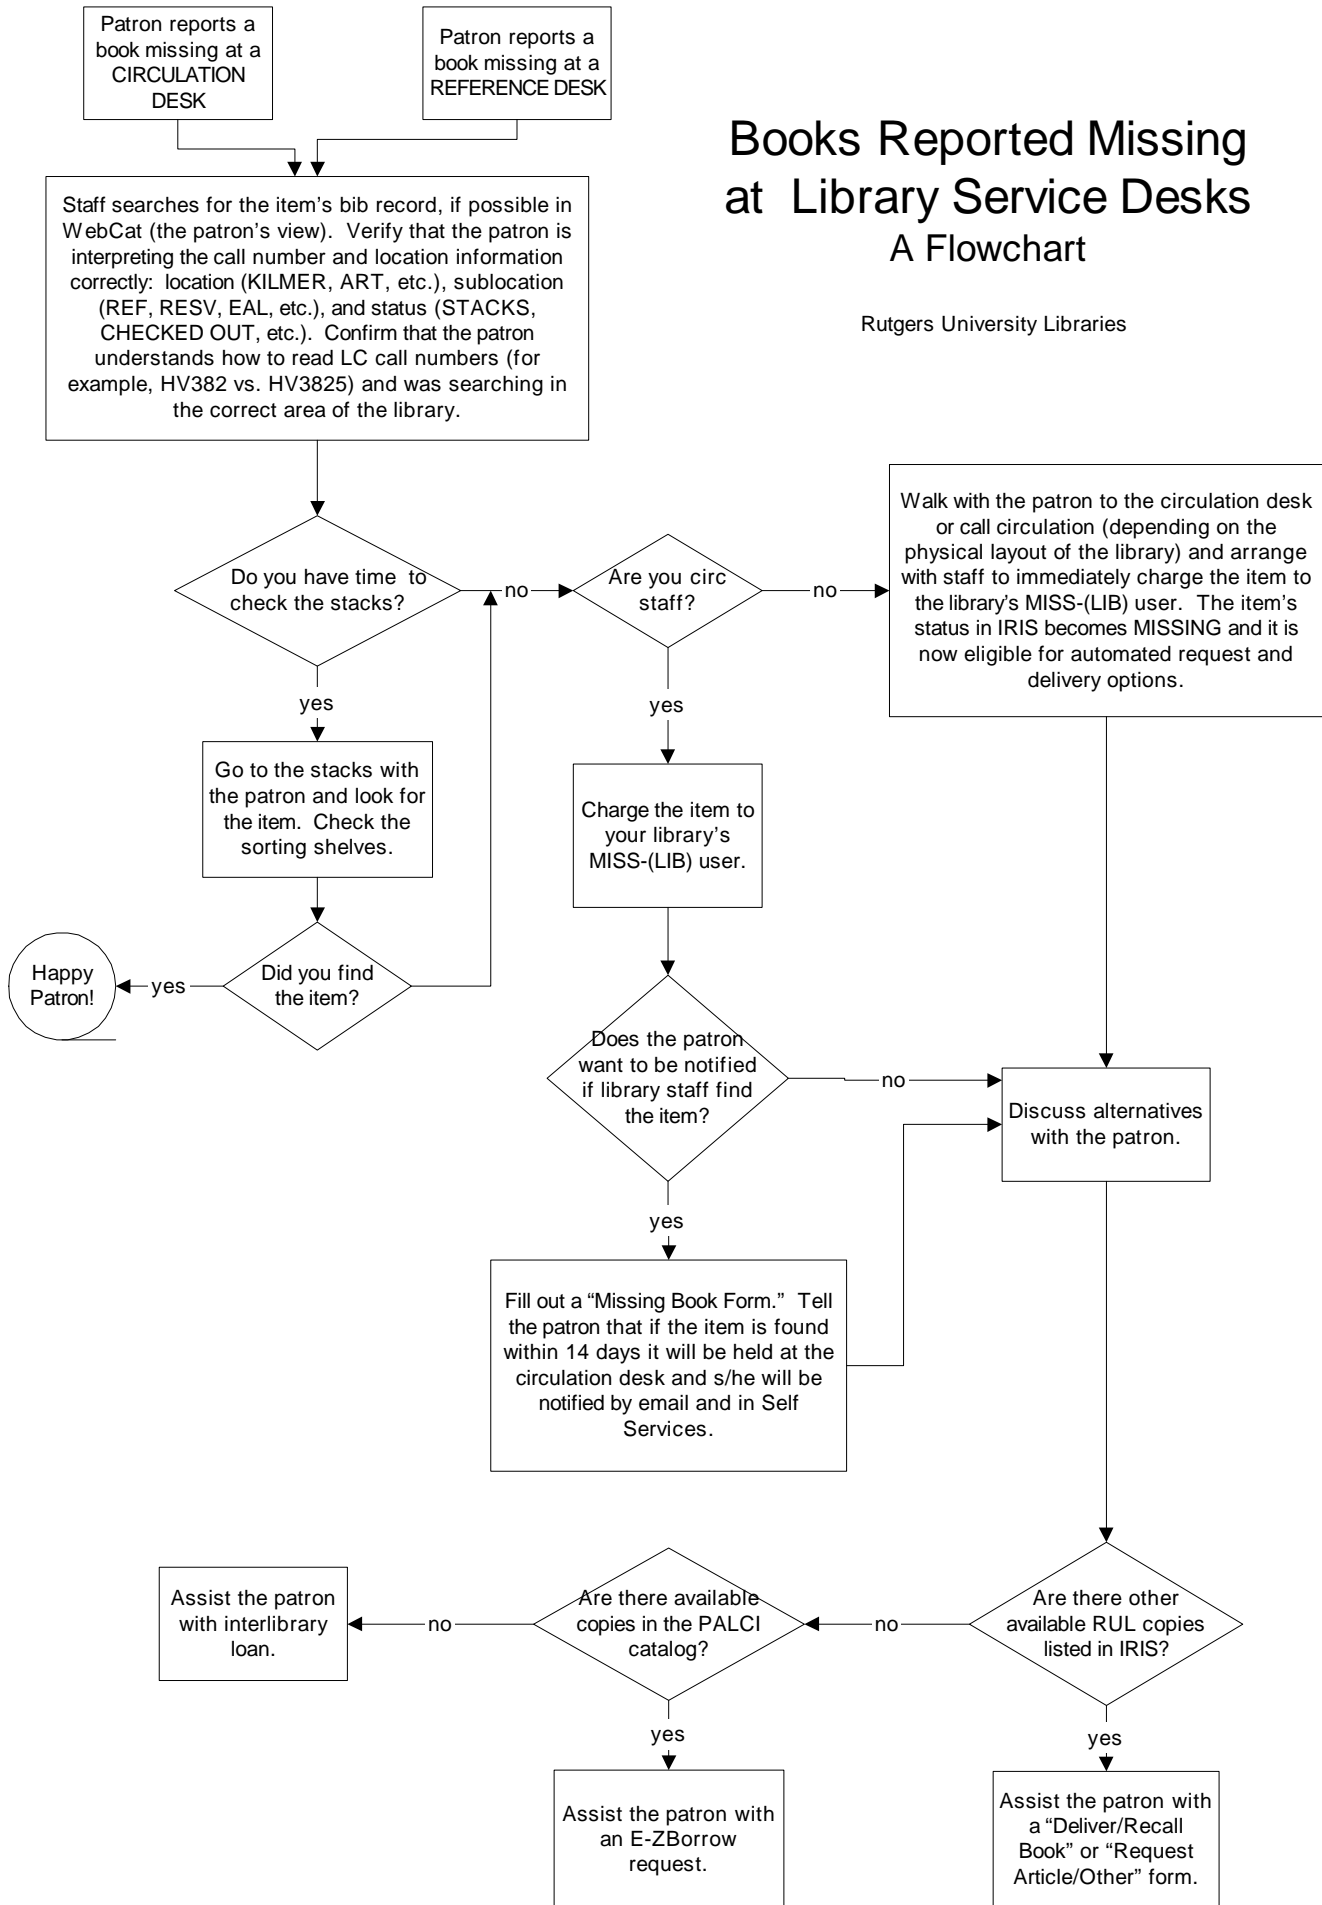 Patron reports a
book missing at a
CIRCULATION
DESK
Patron reports a
book missing at a
REFERENCE DESK
Books Reported Missing
at Library Service Desks
A Flowchart
Rutgers University Libraries
Staff searches for the item's bib record, if possible in
WebCat (the patron's view). Verify that the patron is
interpreting the call number and location information
correctly: location (KILMER, ART, etc.), sublocation
(REF, RESV, EAL, etc.), and status (STACKS,
CHECKED OUT, etc.). Confirm that the patron
understands how to read LC call numbers (for
example, HV382 vs. HV3825) and was searching in
the correct area of the library.
Do you have time to
check the stacks?
no
Are you circ
staff?
no
Walk with the patron to the circulation desk
or call circulation (depending on the
physical layout of the library) and arrange
with staff to immediately charge the item to
the library's MISS-(LIB) user. The item's
status in IRIS becomes MISSING and it is
now eligible for automated request and
delivery options.
yes
yes
Go to the stacks with
the patron and look for
the item. Check the
sorting shelves.
Charge the item to
your library's
MISS-(LIB) user.
Happy
Patron!
yes
Did you find
the item?
Does the patron
want to be notified
if library staff find
the item?
no
Discuss alternatives
with the patron.
yes
Fill out a “Missing Book Form.” Tell
the patron that if the item is found
within 14 days it will be held at the
circulation desk and s/he will be
notified by email and in Self
Services.
Assist the patron
with interlibrary
loan.
no
Are there available
copies in the PALCI
catalog?
no
Are there other
available RUL copies
listed in IRIS?
yes
yes
Assist the patron with
an E-ZBorrow
request.
Assist the patron with
a “Deliver/Recall
Book” or “Request
Article/Other” form.